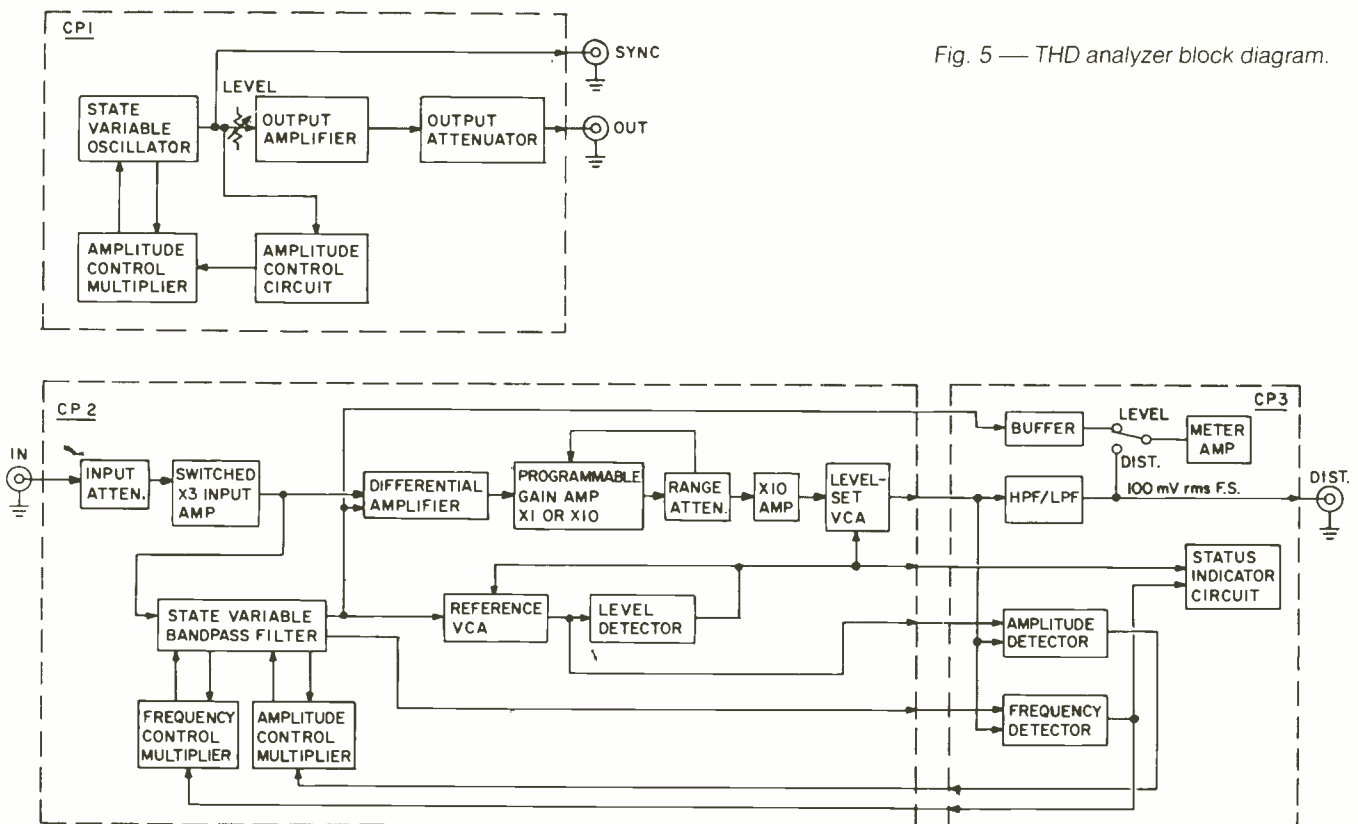 CP1
SYNC
Fig. 5 — THD analyzer block diagram.
LEVEL
STATE
VARIABLE
OSCILLATOR
OUTPUT
AMPLIFIER
OUTPUT
ATTENUATOR
OUT
AMPLITUDE
CONTROL
MULTIPLIER
AMPLITUDE
CONTROL
CIRCUIT
CP2
CP3
IN
INPUT
ATTEN.
SWITCHED
X3 INPUT
AMP
DIFFERENTIAL
AMPLIFIER
PROGRAMMABLE
GAIN AMP
X1 OR X10
RANGE
ATTEN.
X10
AMP
LEVEL-
SET
VCA
BUFFER
LEVEL
METER
AMP
DIST.
HPF/LPF
100 mV rms F.S.
DIST.
STATUS
INDICATOR
CIRCUIT
STATE VARIABLE
BANDPASS FILTER
REFERENCE
VCA
LEVEL
DETECTOR
AMPLITUDE
DETECTOR
FREQUENCY
CONTROL
MULTIPLIER
AMPLITUDE
CONTROL
MULTIPLIER
FREQUENCY
DETECTOR